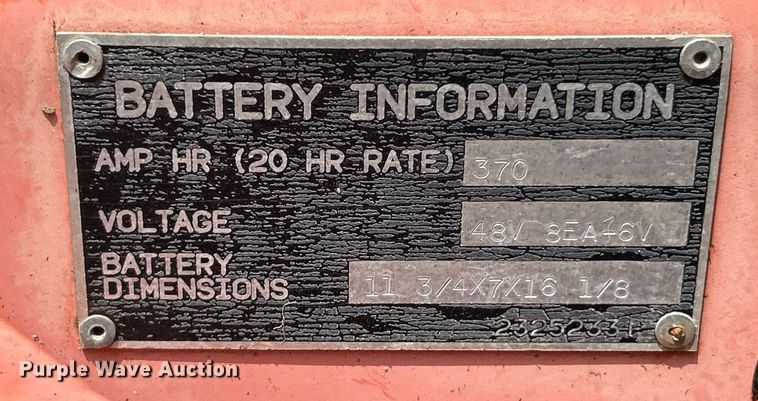 BATTERY INFORMATION
AMP HR (20 HR RATE) 370
VOLTAGE 48V 8EA-6V
BATTERY
DIMENSIONS 11 3/4X7X16 1/8
23252331
Purple Wave Auction